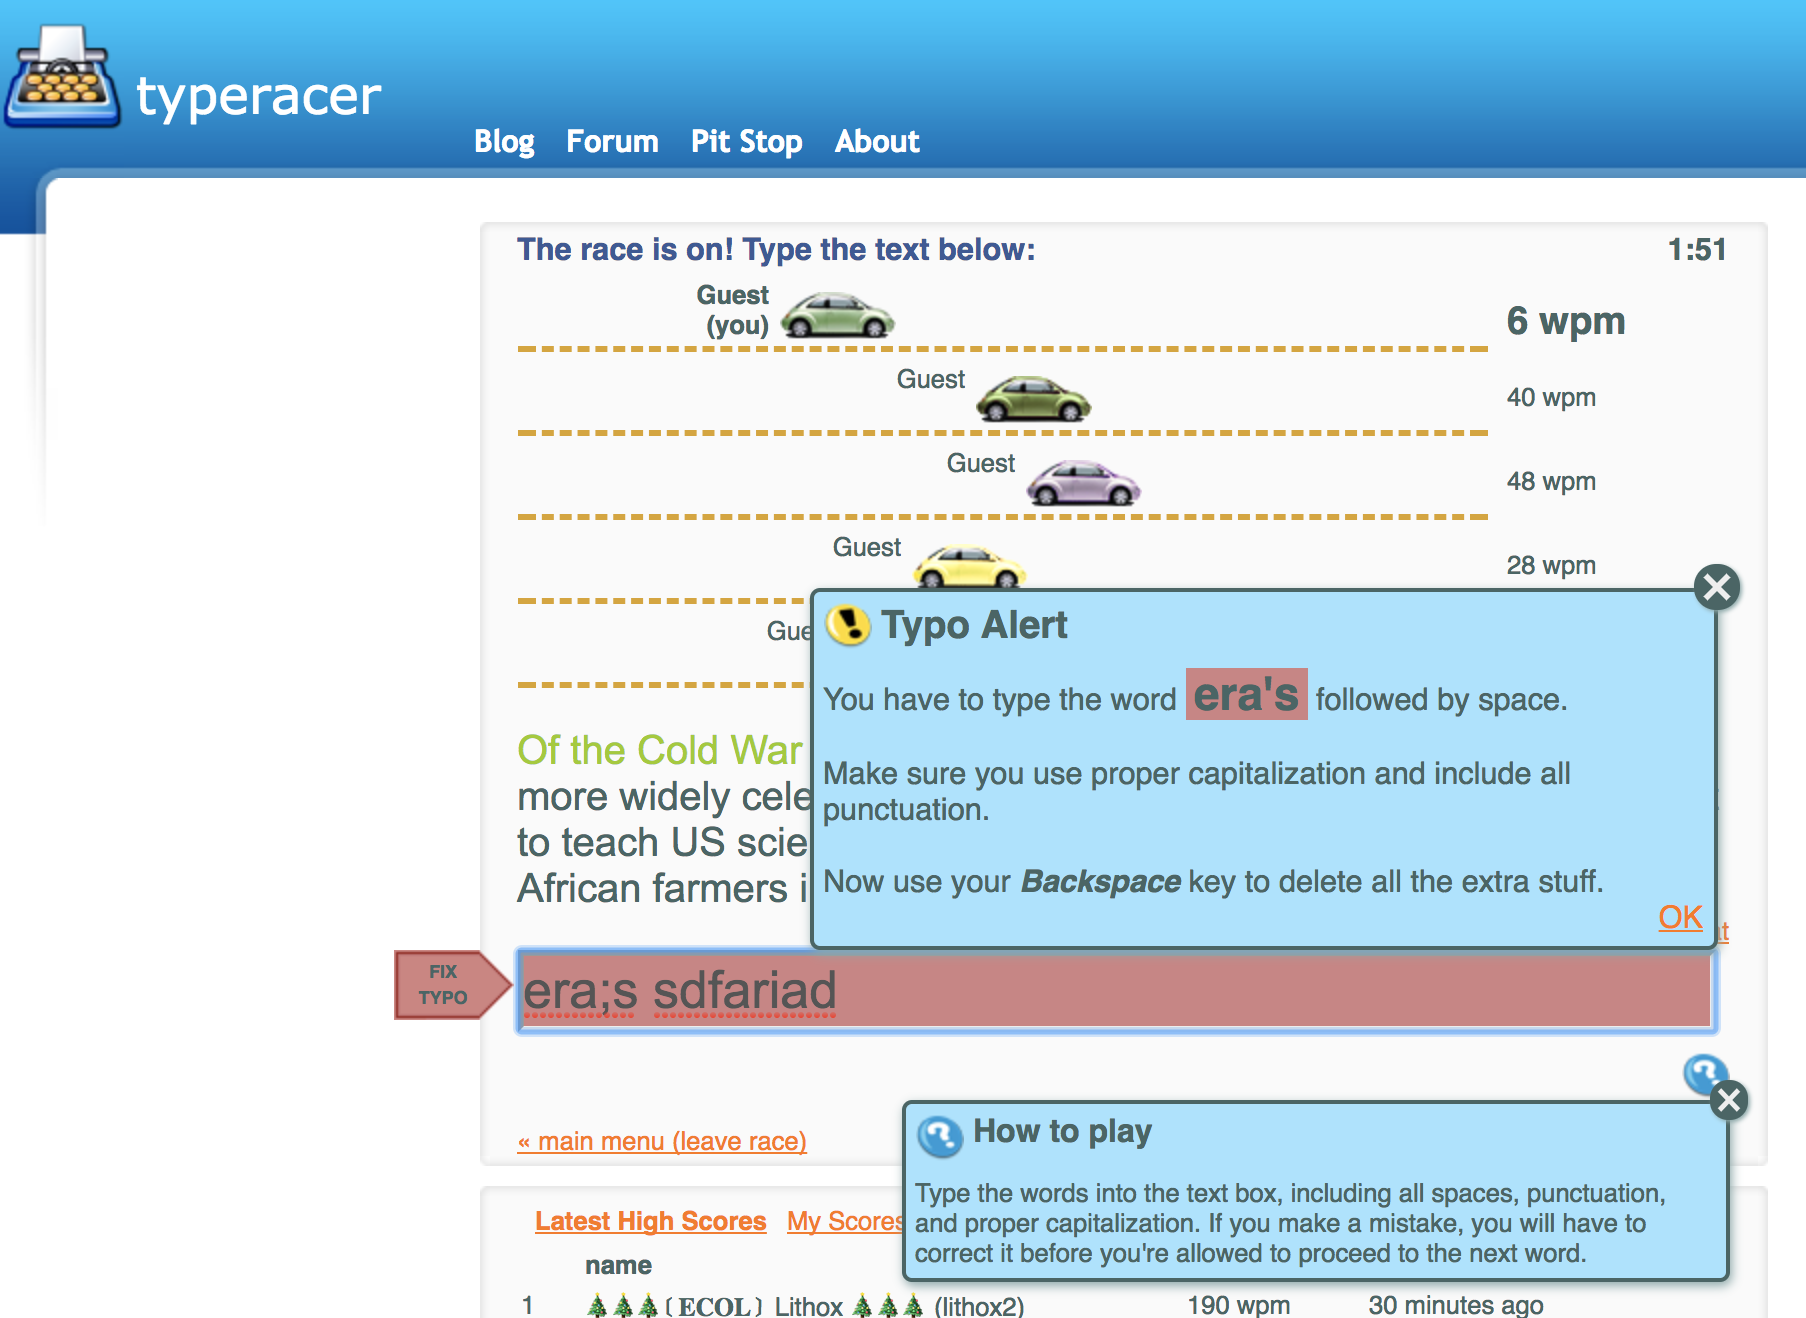 typeracer
Blog Forum Pit Stop About
The race is on! Type the text below: 1:51
Guest
(you)
6 wpm
Guest
40 wpm
Guest
48 wpm
Guest
28 wpm
Typo Alert
You have to type the word era's followed by space.
Make sure you use proper capitalization and include all
punctuation.
Now use your Backspace key to delete all the extra stuff.
OK
Of the Cold War
more widely
to teach US
African farmers
FIX
TYPO
era;s sdfariad
« main menu (leave race)
How to play
Type the words into the text box, including all spaces, punctuation,
and proper capitalization. If you make a mistake, you will have to
correct it before you're allowed to proceed to the next word.
Latest High Scores My Scores
name
1 🎄🎄🎄❲ECOL❳ Lithox 🎄🎄🎄 (lithox2) 190 wpm 30 minutes ago